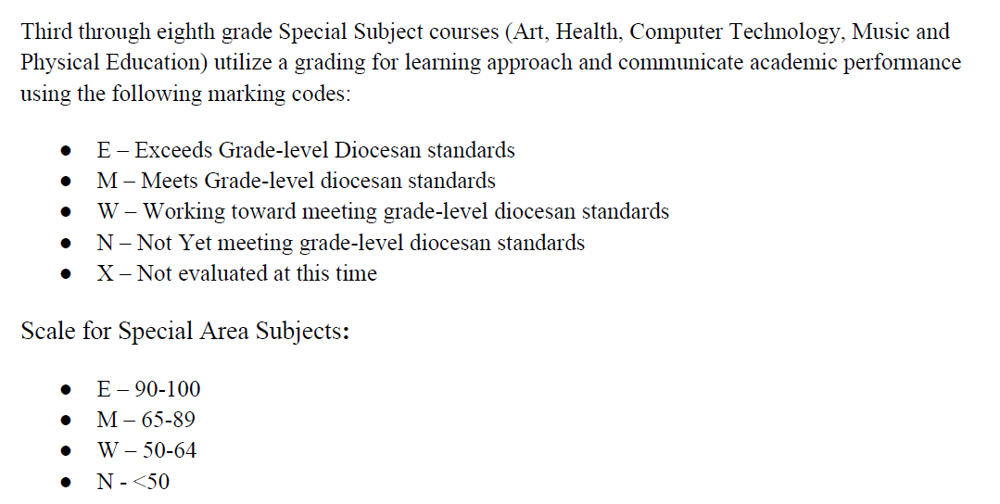 Third through eighth grade Special Subject courses (Art, Health, Computer Technology, Music and
Physical Education) utilize a grading for learning approach and communicate academic performance
using the following marking codes:
● E – Exceeds Grade-level Diocesan standards
● M – Meets Grade-level diocesan standards
● W – Working toward meeting grade-level diocesan standards
● N – Not Yet meeting grade-level diocesan standards
● X – Not evaluated at this time
Scale for Special Area Subjects:
● E – 90-100
● M – 65-89
● W – 50-64
● N - <50